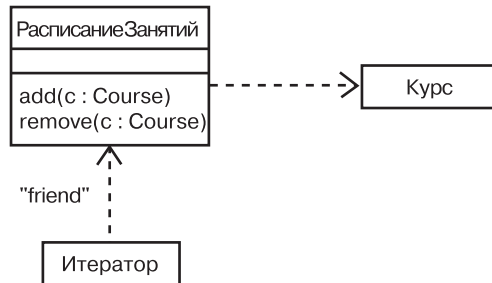 РасписаниеЗанятий
add(c : Course)
remove(c : Course)
Курс
"friend"
Итератор